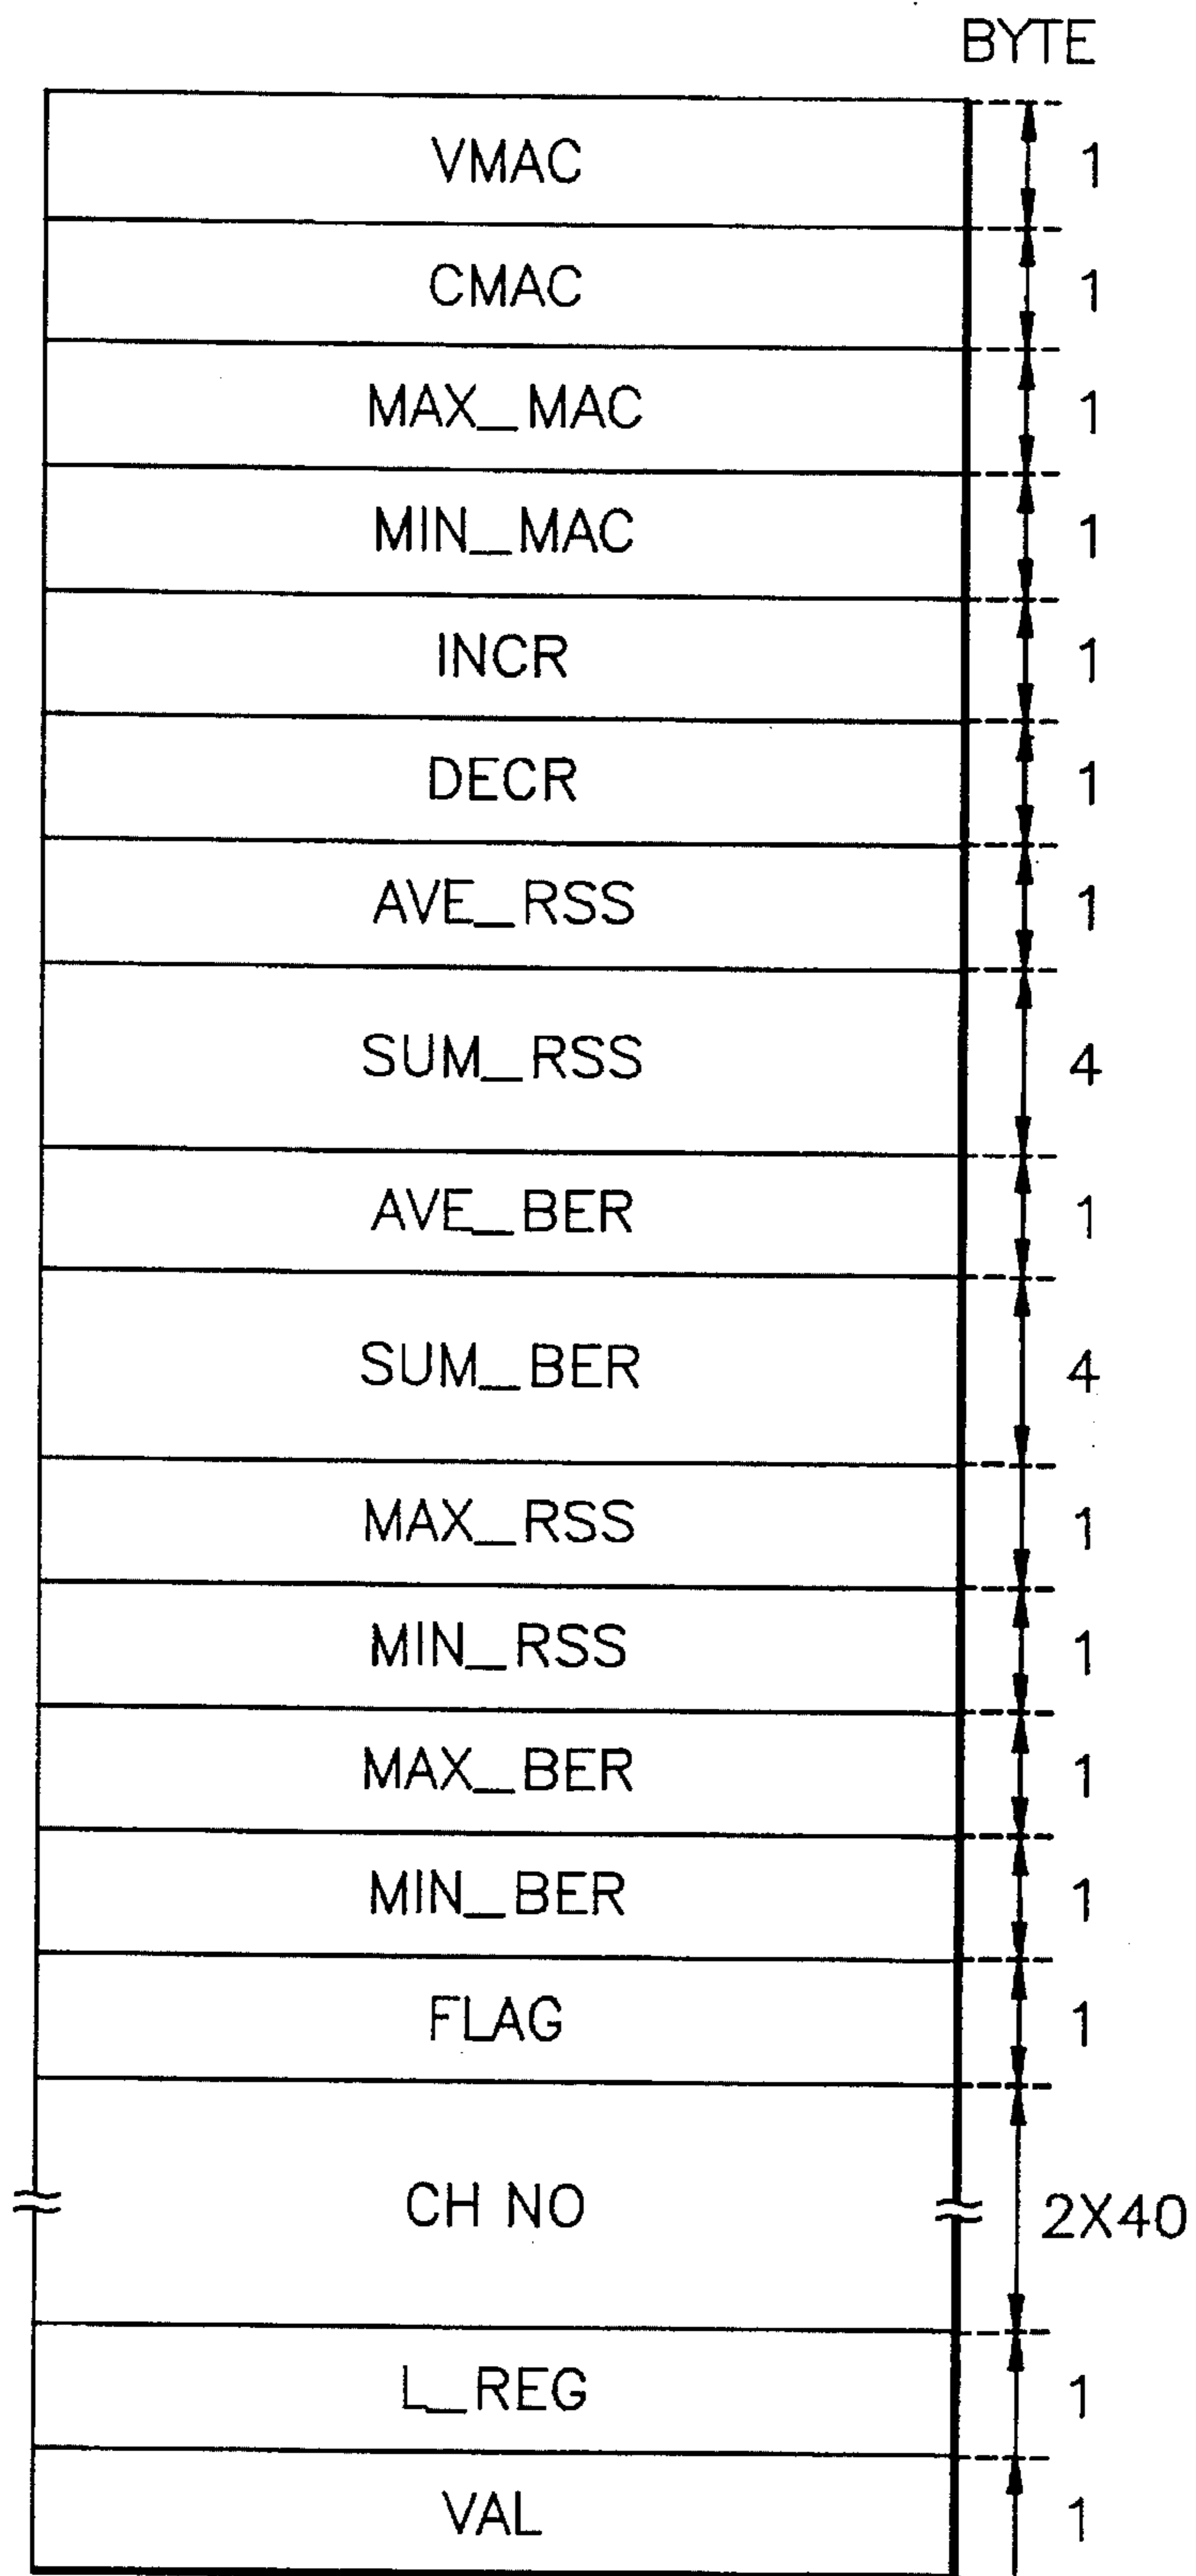 BYTE
VMAC 1
CMAC 1
MAX_MAC 1
MIN_MAC 1
INCR 1
DECR 1
AVE_RSS 1
SUM_RSS 4
AVE_BER 1
SUM_BER 4
MAX_RSS 1
MIN_RSS 1
MAX_BER 1
MIN_BER 1
FLAG 1
CH NO 2X40
L_REG 1
VAL 1